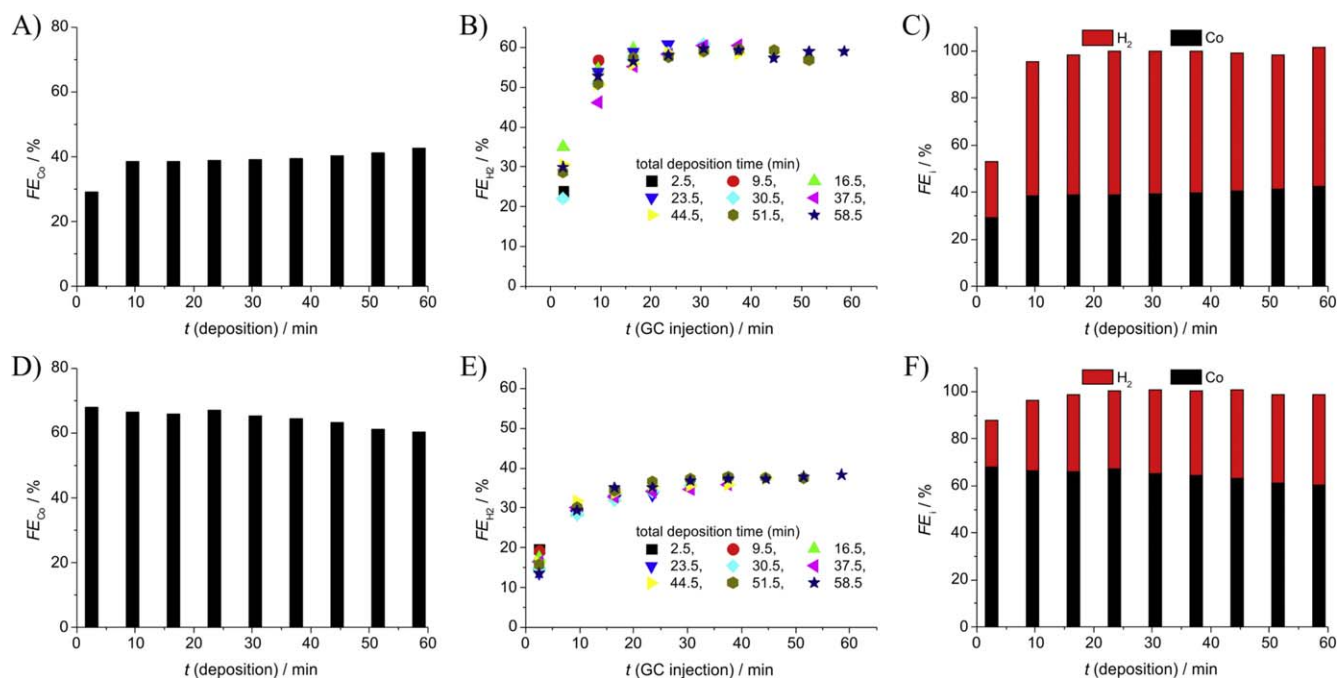 A)
80
60
40
20
0
FE_Co / %
0 10 20 30 40 50 60
t (deposition) / min
B)
60
50
40
30
20
10
0
FE_H2 / %
total deposition time (min)
2.5, 9.5, 16.5,
23.5, 30.5, 37.5,
44.5, 51.5, 58.5
0 10 20 30 40 50 60
t (GC injection) / min
C)
H₂ Co
100
80
60
40
20
0
FE_i / %
0 10 20 30 40 50 60
t (deposition) / min
D)
80
60
40
20
0
FE_Co / %
0 10 20 30 40 50 60
t (deposition) / min
E)
60
50
40
30
20
10
0
FE_H2 / %
total deposition time (min)
2.5, 9.5, 16.5,
23.5, 30.5, 37.5,
44.5, 51.5, 58.5
0 10 20 30 40 50 60
t (GC injection) / min
F)
H₂ Co
100
80
60
40
20
0
FE_i / %
0 10 20 30 40 50 60
t (deposition) / min